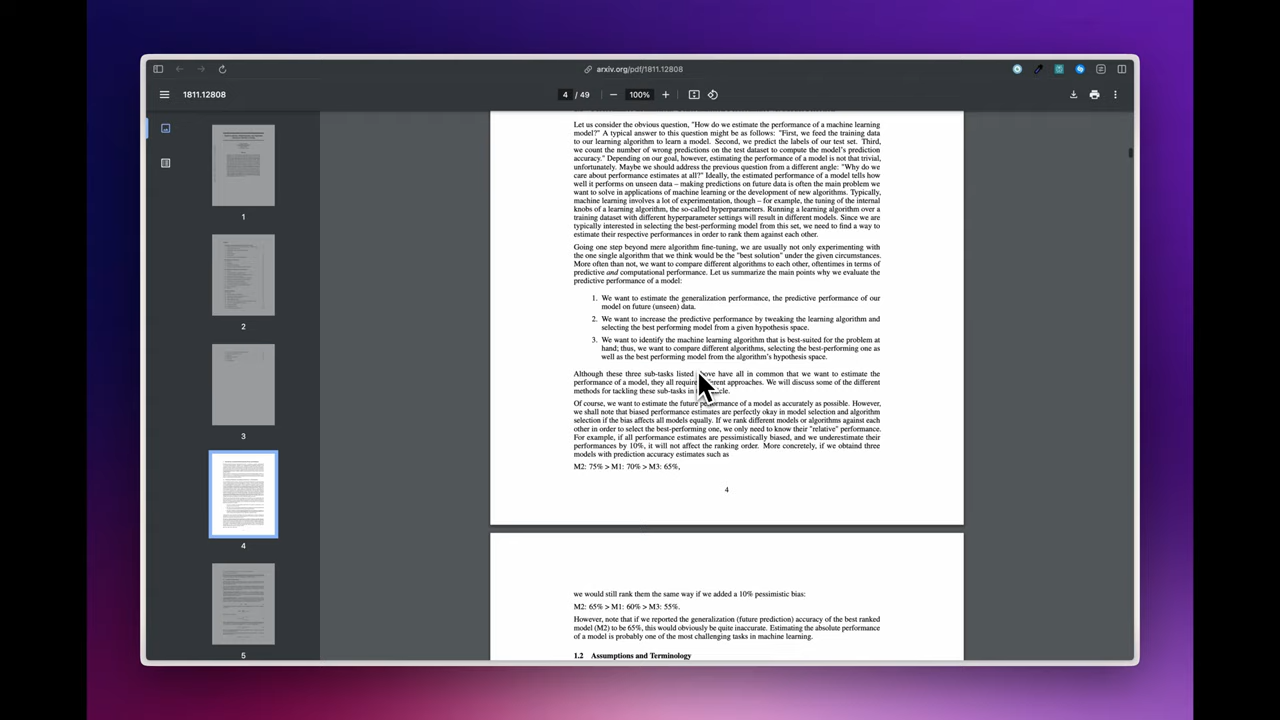 arxiv.org/pdf/1811.12808
1811.12808
4 / 49
100%
1
2
3
4
5
Let us consider the obvious question, "How do we estimate the performance of a machine learning
model?" A typical answer to this question might be as follows: "First, we feed the training data
to our learning algorithm to learn a model. Second, we predict the labels of our test set. Third,
we count the number of wrong predictions on the test dataset to compute the model's prediction
accuracy." Depending on our goal, however, estimating the performance of a model is not that trivial,
unfortunately. Maybe we should address the previous question from a different angle: "Why do we
care about performance estimates at all?" Ideally, the estimated performance of a model tells how
well it performs on unseen data – making predictions on future data is often the main problem we
want to solve in applications of machine learning or the development of new algorithms. Typically,
machine learning involves a lot of experimentation, though – for example, the tuning of the internal
knobs of a learning algorithm, the so-called hyperparameters. Running a learning algorithm over a
training dataset with different hyperparameter settings will result in different models. Since we are
typically interested in selecting the best-performing model from this set, we need to find a way to
estimate their respective performances in order to rank them against each other.
Going one step beyond mere algorithm fine-tuning, we are usually not only experimenting with
the one single algorithm that we think would be the "best solution" under the given circumstances.
More often than not, we want to compare different algorithms to each other, oftentimes in terms of
predictive and computational performance. Let us summarize the main points why we evaluate the
predictive performance of a model:
1. We want to estimate the generalization performance, the predictive performance of our
model on future (unseen) data.
2. We want to increase the predictive performance by tweaking the learning algorithm and
selecting the best performing model from a given hypothesis space.
3. We want to identify the machine learning algorithm that is best-suited for the problem at
hand; thus, we want to compare different algorithms, selecting the best-performing one as
well as the best performing model from the algorithm's hypothesis space.
Although these three sub-tasks listed have all in common that we want to estimate the
performance of a model, they all require different approaches. We will discuss some of the different
methods for tackling these sub-tasks in
Of course, we want to estimate the future performance of a model as accurately as possible. However,
we shall note that biased performance estimates are perfectly okay in model selection and algorithm
selection if the bias affects all models equally. If we rank different models or algorithms against each
other in order to select the best-performing one, we only need to know their "relative" performance.
For example, if all performance estimates are pessimistically biased, and we underestimate their
performances by 10%, it will not affect the ranking order. More concretely, if we obtaind three
models with prediction accuracy estimates such as
M2: 75% > M1: 70% > M3: 65%,
4
we would still rank them the same way if we added a 10% pessimistic bias:
M2: 65% > M1: 60% > M3: 55%.
However, note that if we reported the generalization (future prediction) accuracy of the best ranked
model (M2) to be 65%, this would obviously be quite inaccurate. Estimating the absolute performance
of a model is probably one of the most challenging tasks in machine learning.
1.2 Assumptions and Terminology